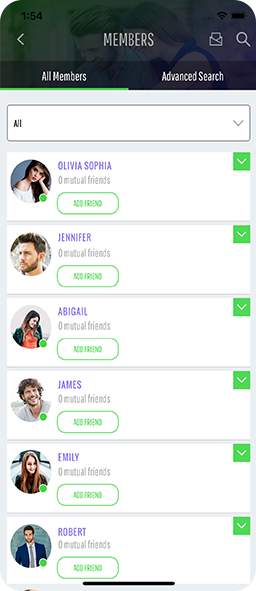 1:54
MEMBERS
All Members Advanced Search
All
OLIVIA SOPHIA
0 mutual friends
ADD FRIEND
JENNIFER
0 mutual friends
ADD FRIEND
ABIGAIL
0 mutual friends
ADD FRIEND
JAMES
0 mutual friends
ADD FRIEND
EMILY
0 mutual friends
ADD FRIEND
ROBERT
0 mutual friends
ADD FRIEND